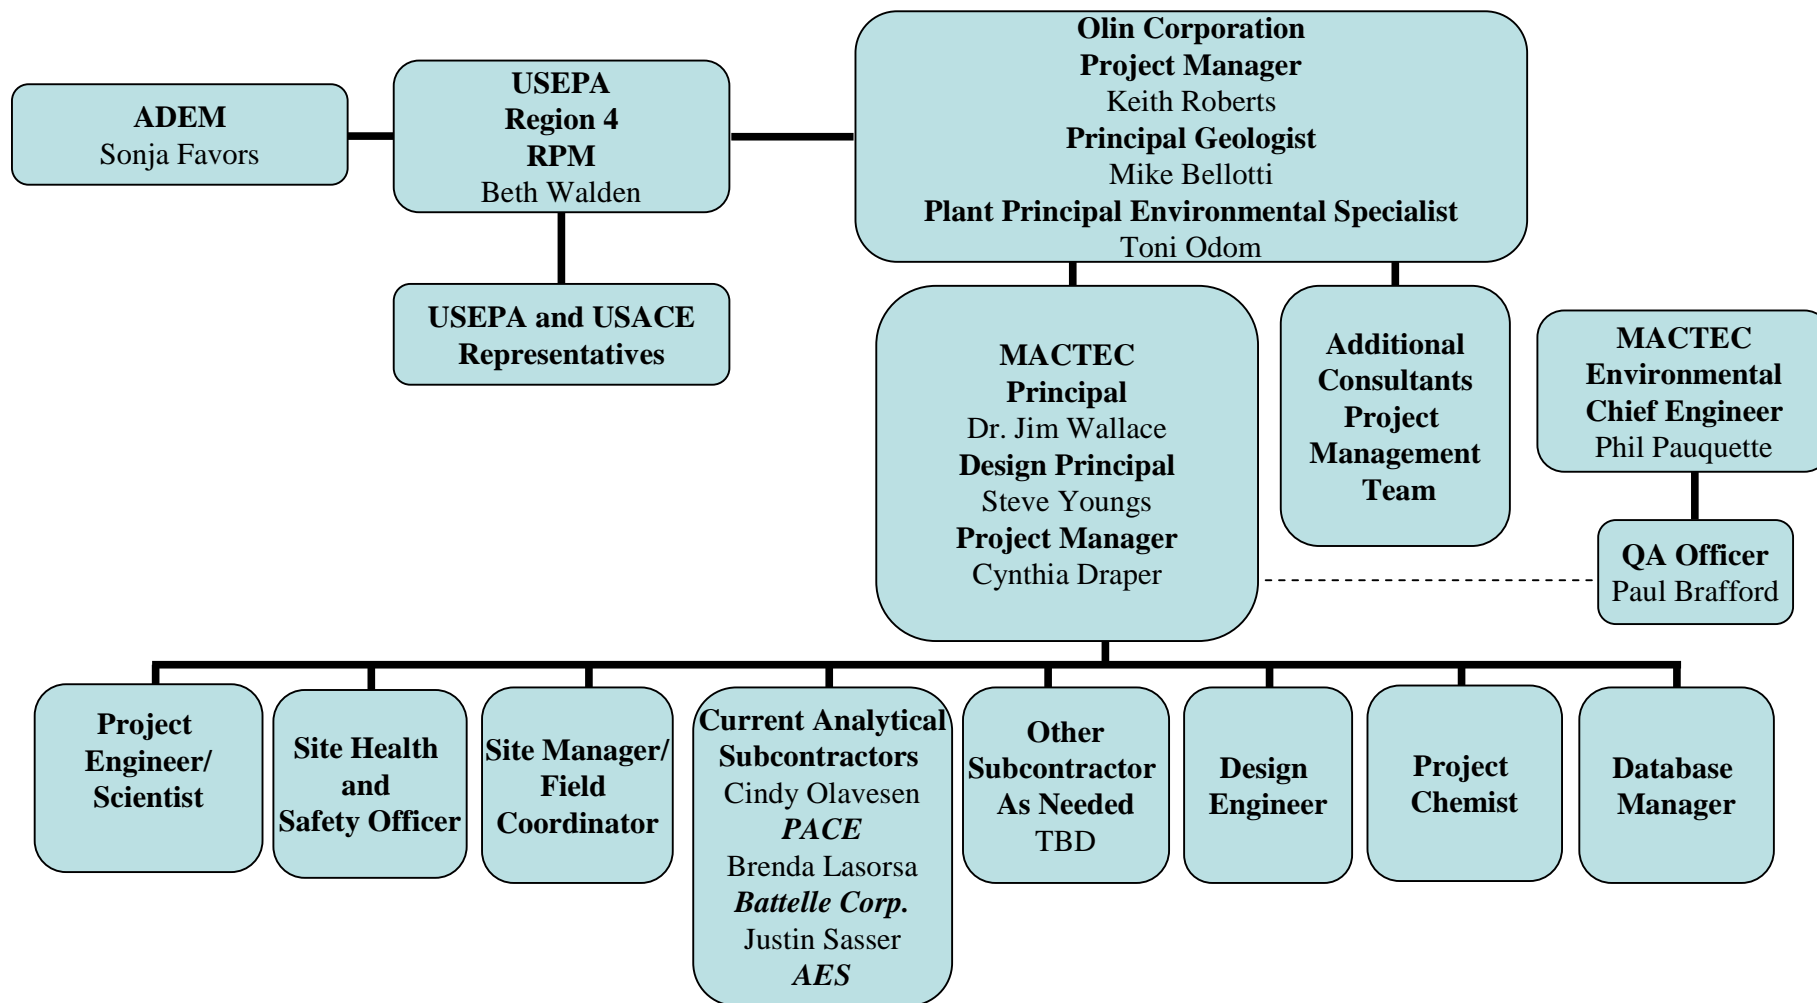 ADEM
Sonja Favors
USEPA
Region 4
RPM
Beth Walden
Olin Corporation
Project Manager
Keith Roberts
Principal Geologist
Mike Bellotti
Plant Principal Environmental Specialist
Toni Odom
USEPA and USACE
Representatives
MACTEC
Principal
Dr. Jim Wallace
Design Principal
Steve Youngs
Project Manager
Cynthia Draper
Additional
Consultants
Project
Management
Team
MACTEC
Environmental
Chief Engineer
Phil Pauquette
QA Officer
Paul Brafford
Project
Engineer/
Scientist
Site Health
and
Safety Officer
Site Manager/
Field
Coordinator
Current Analytical
Subcontractors
Cindy Olavesen
PACE
Brenda Lasorsa
Battelle Corp.
Justin Sasser
AES
Other
Subcontractor
As Needed
TBD
Design
Engineer
Project
Chemist
Database
Manager